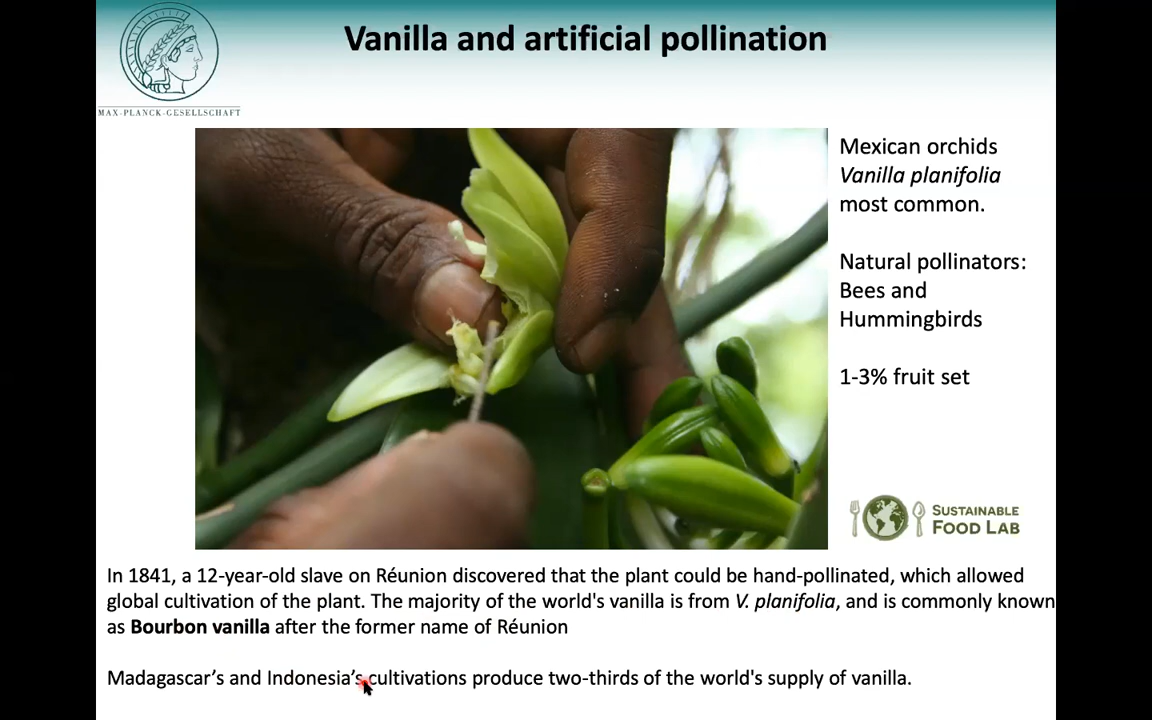 Vanilla and artificial pollination
MAX-PLANCK-GESELLSCHAFT
Mexican orchids
Vanilla planifolia
most common.
Natural pollinators:
Bees and
Hummingbirds
1-3% fruit set
SUSTAINABLE
FOOD LAB
In 1841, a 12-year-old slave on Réunion discovered that the plant could be hand-pollinated, which allowed
global cultivation of the plant. The majority of the world's vanilla is from V. planifolia, and is commonly known
as Bourbon vanilla after the former name of Réunion
Madagascar’s and Indonesia’s cultivations produce two-thirds of the world's supply of vanilla.